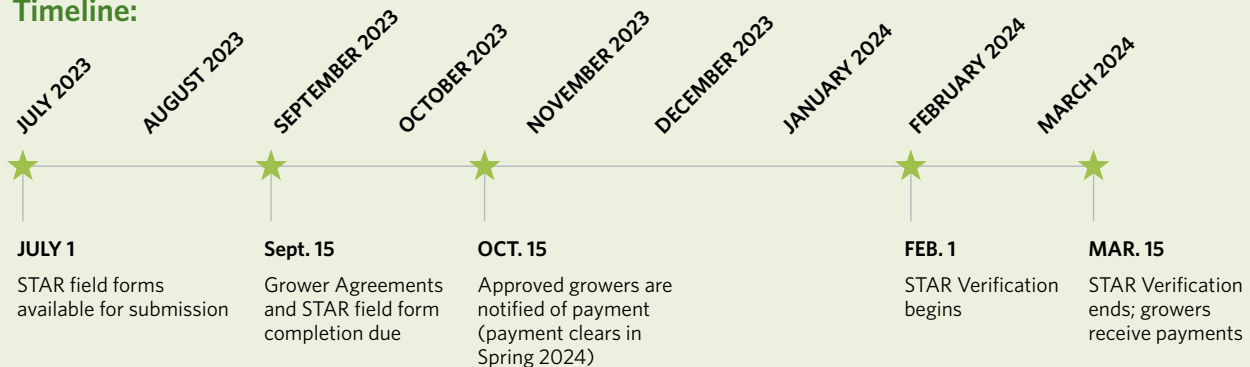 Timeline:
JULY 2023
AUGUST 2023
SEPTEMBER 2023
OCTOBER 2023
NOVEMBER 2023
DECEMBER 2023
JANUARY 2024
FEBRUARY 2024
MARCH 2024
JULY 1
STAR field forms
available for submission
Sept. 15
Grower Agreements
and STAR field form
completion due
OCT. 15
Approved growers are
notified of payment
(payment clears in
Spring 2024)
FEB. 1
STAR Verification
begins
MAR. 15
STAR Verification
ends; growers
receive payments